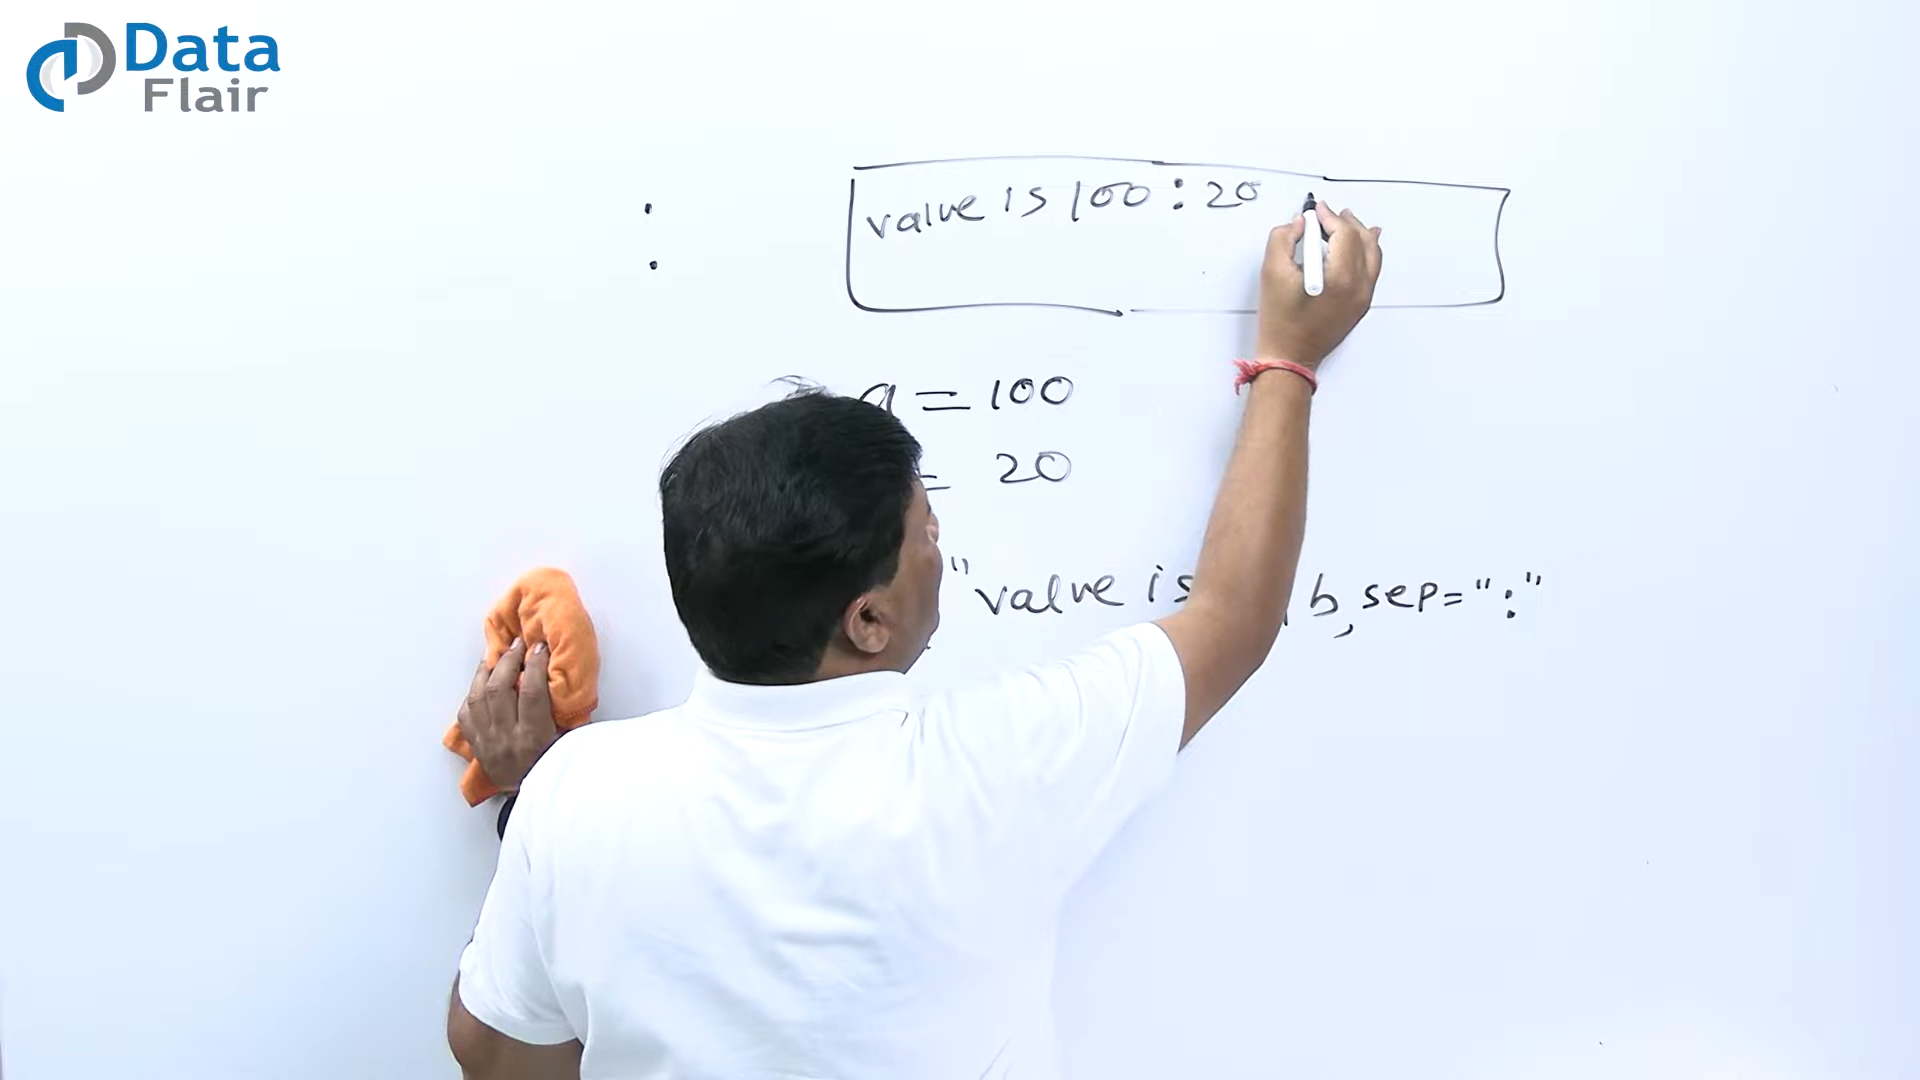 Data
Flair
value is 100 : 20
:
a = 100
= 20
"value is b, sep=":"